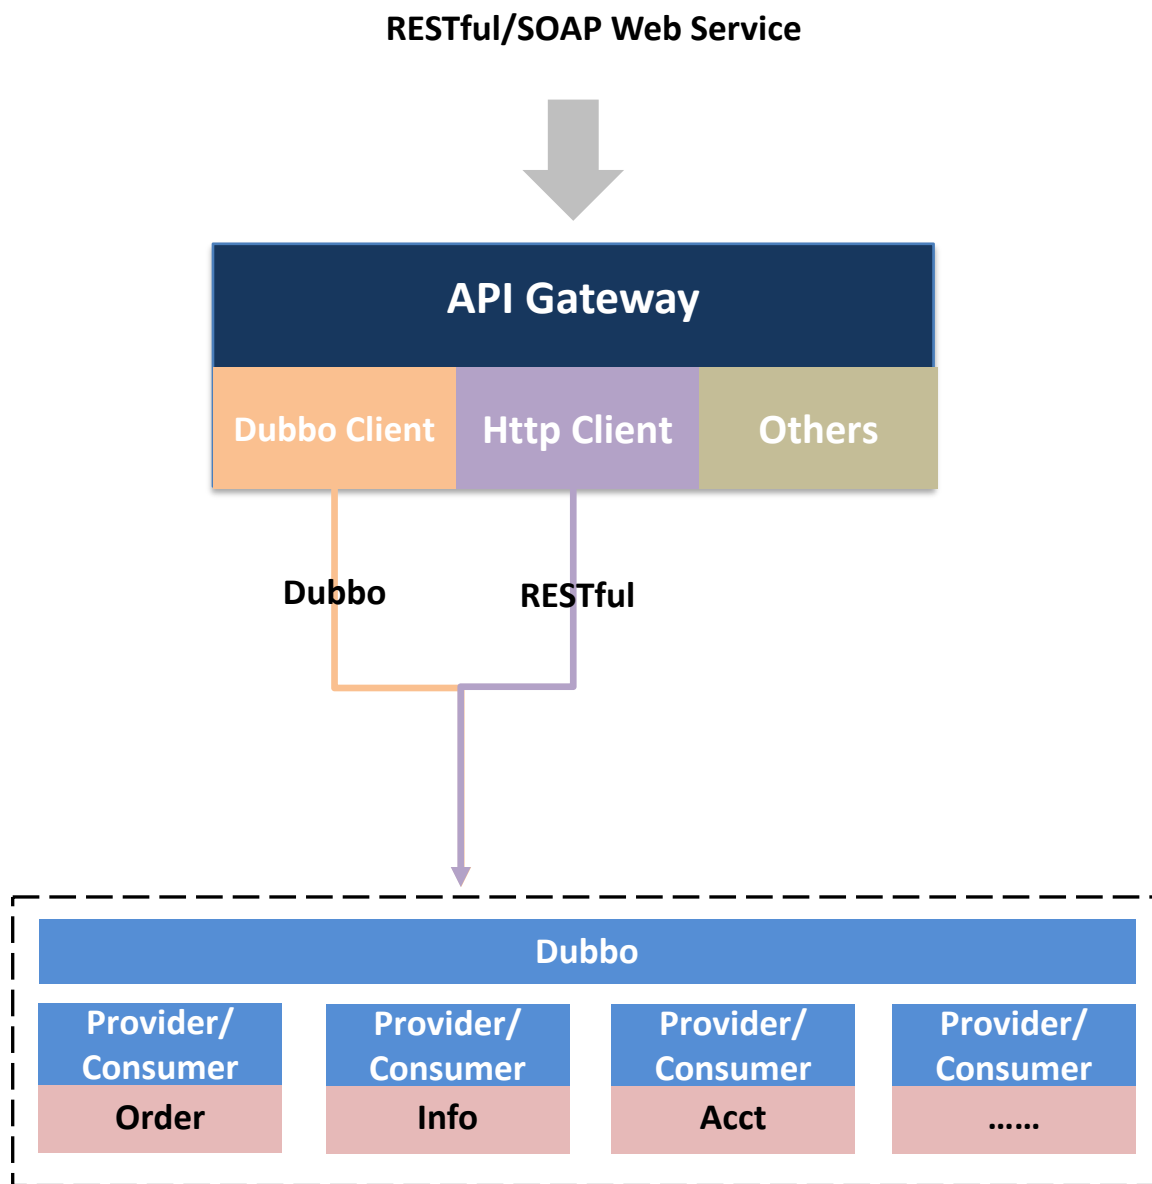 RESTful/SOAP Web Service
API Gateway
Dubbo Client
Http Client
Others
Dubbo
RESTful
Dubbo
Provider/
Consumer
Order
Provider/
Consumer
Info
Provider/
Consumer
Acct
Provider/
Consumer
......